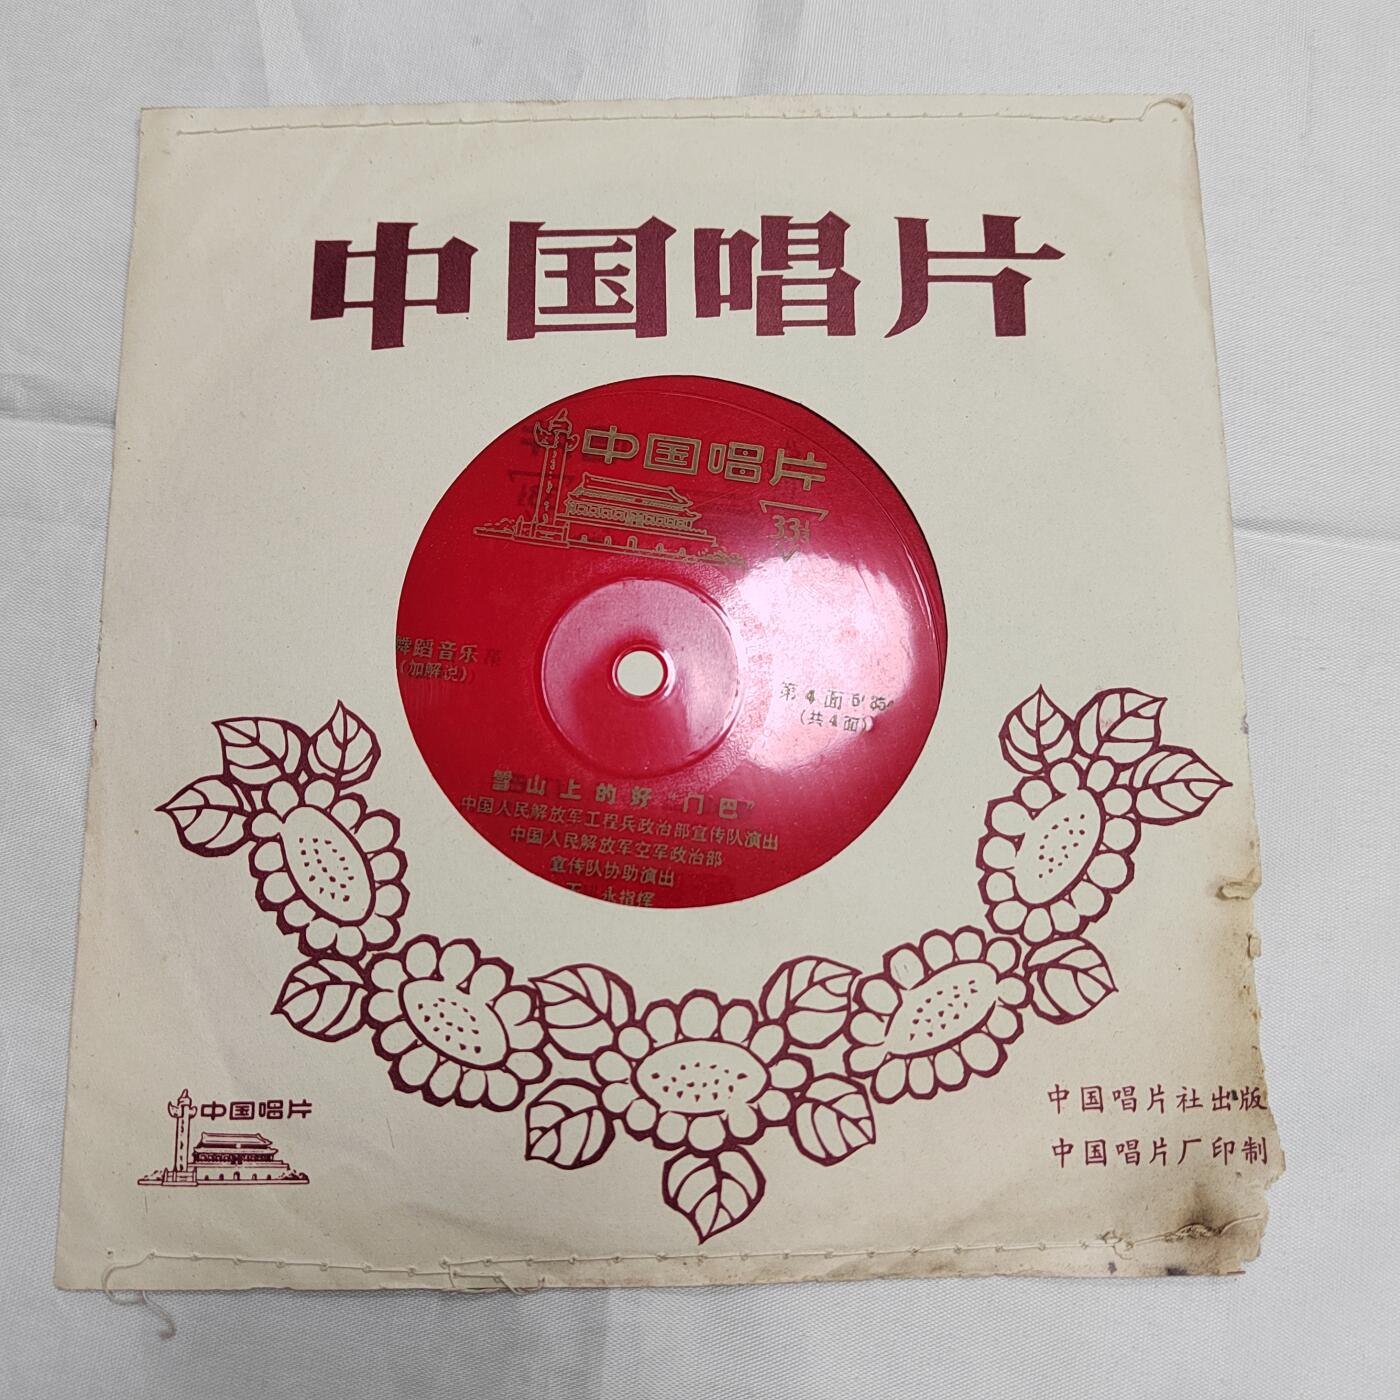 中国唱片
中国唱片
33⅓
舞蹈音乐
(加解说)
第4面 5′35″
(共4面)
雪山上的好“门巴”
中国人民解放军工程兵政治部宣传队演出
中国人民解放军空军政治部
宣传队协助演出
永指挥
中国唱片
中国唱片社出版
中国唱片厂印制